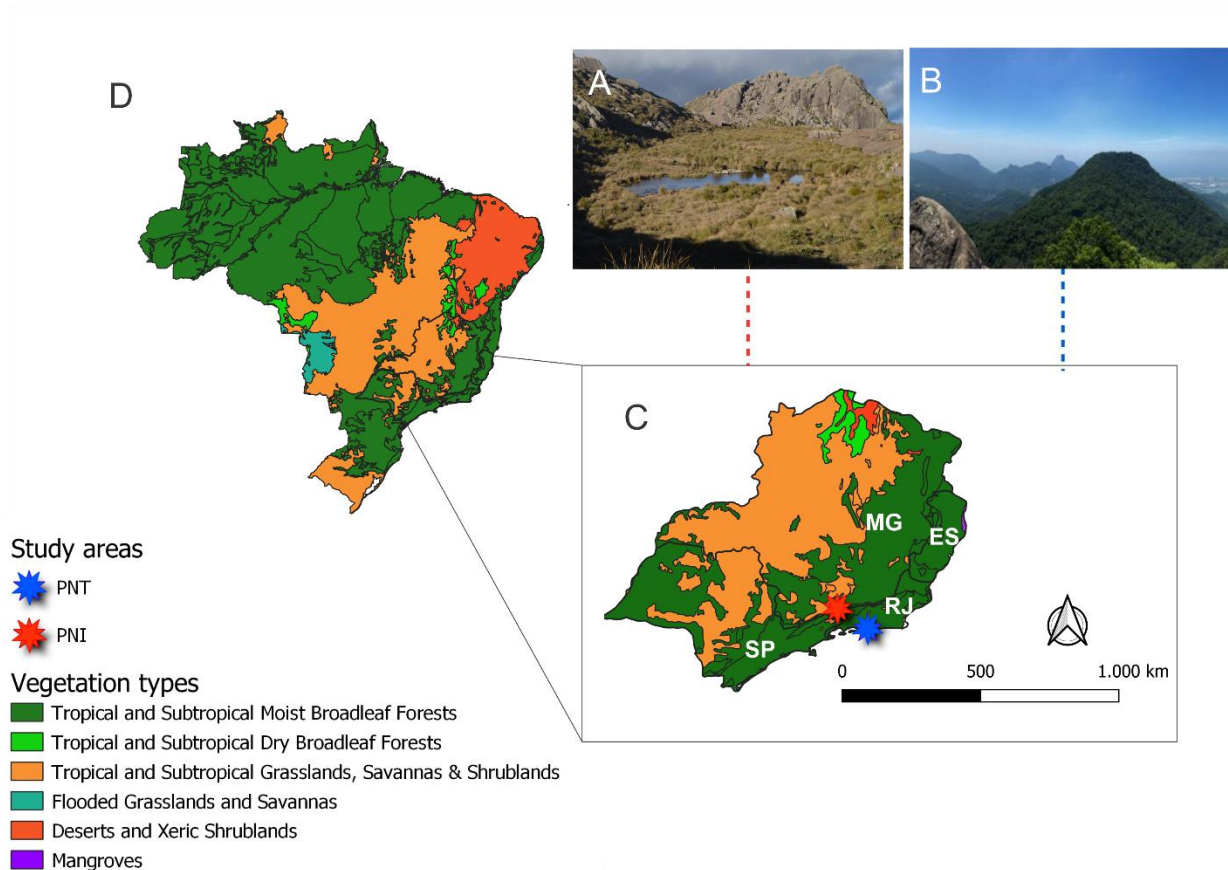 D
A
B
C
MG
ES
RJ
SP
0
500
1.000 km
Study areas
PNT
PNI
Vegetation types
Tropical and Subtropical Moist Broadleaf Forests
Tropical and Subtropical Dry Broadleaf Forests
Tropical and Subtropical Grasslands, Savannas & Shrublands
Flooded Grasslands and Savannas
Deserts and Xeric Shrublands
Mangroves